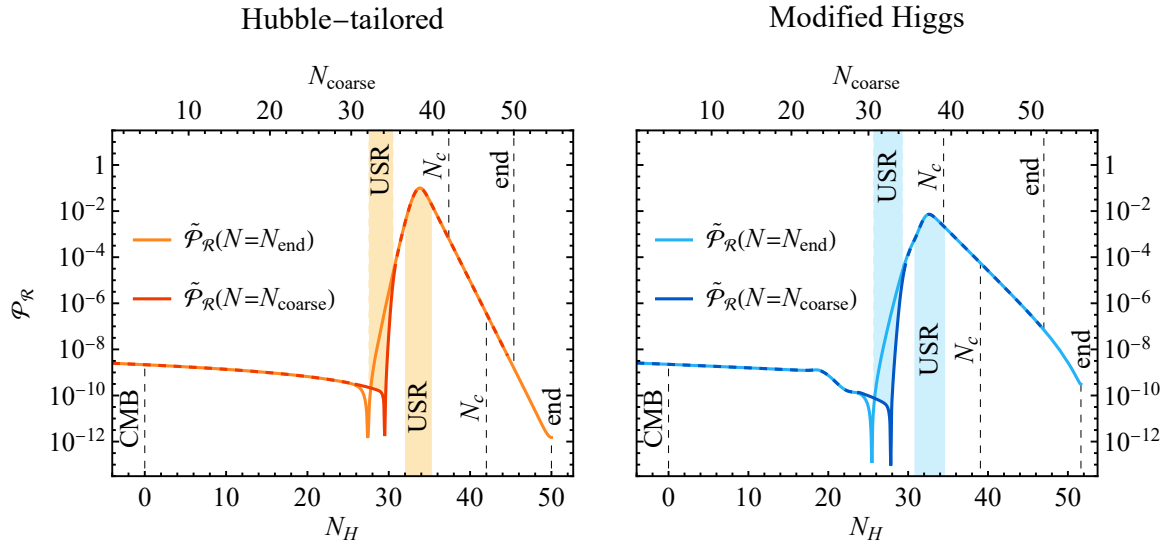 Hubble−tailored
N_coarse
10 20 30 40 50
𝒫_ℛ
1
10^−2
10^−4
10^−6
10^−8
10^−10
10^−12
USR
N_c
end
𝒫̃_ℛ(N=N_end)
𝒫̃_ℛ(N=N_coarse)
USR
N_c
CMB
end
0 10 20 30 40 50
N_H
Modified Higgs
N_coarse
10 20 30 40 50
USR
N_c
end
𝒫̃_ℛ(N=N_end)
𝒫̃_ℛ(N=N_coarse)
USR
N_c
CMB
end
1
10^−2
10^−4
10^−6
10^−8
10^−10
10^−12
0 10 20 30 40 50
N_H